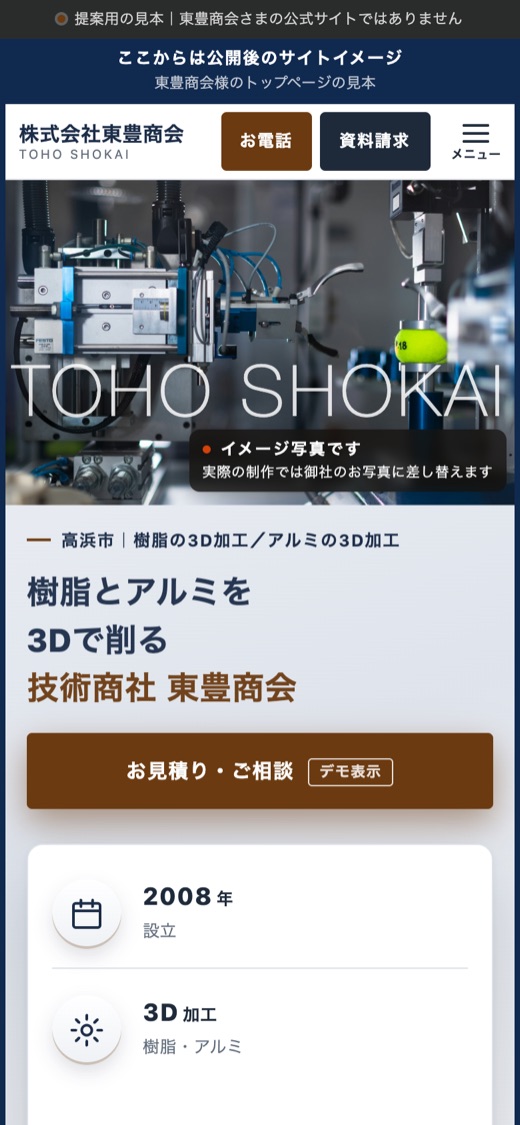 提案用の見本｜東豊商会さまの公式サイトではありません
ここからは公開後のサイトイメージ
東豊商会様のトップページの見本
株式会社東豊商会
TOHO SHOKAI
お電話
資料請求
メニュー
18
TOHO SHOKAI
イメージ写真です
実際の制作では御社のお写真に差し替えます
高浜市｜樹脂の3D加工／アルミの3D加工
樹脂とアルミを
3Dで削る
技術商社 東豊商会
お見積り・ご相談 デモ表示
2008年
設立
3D加工
樹脂・アルミ